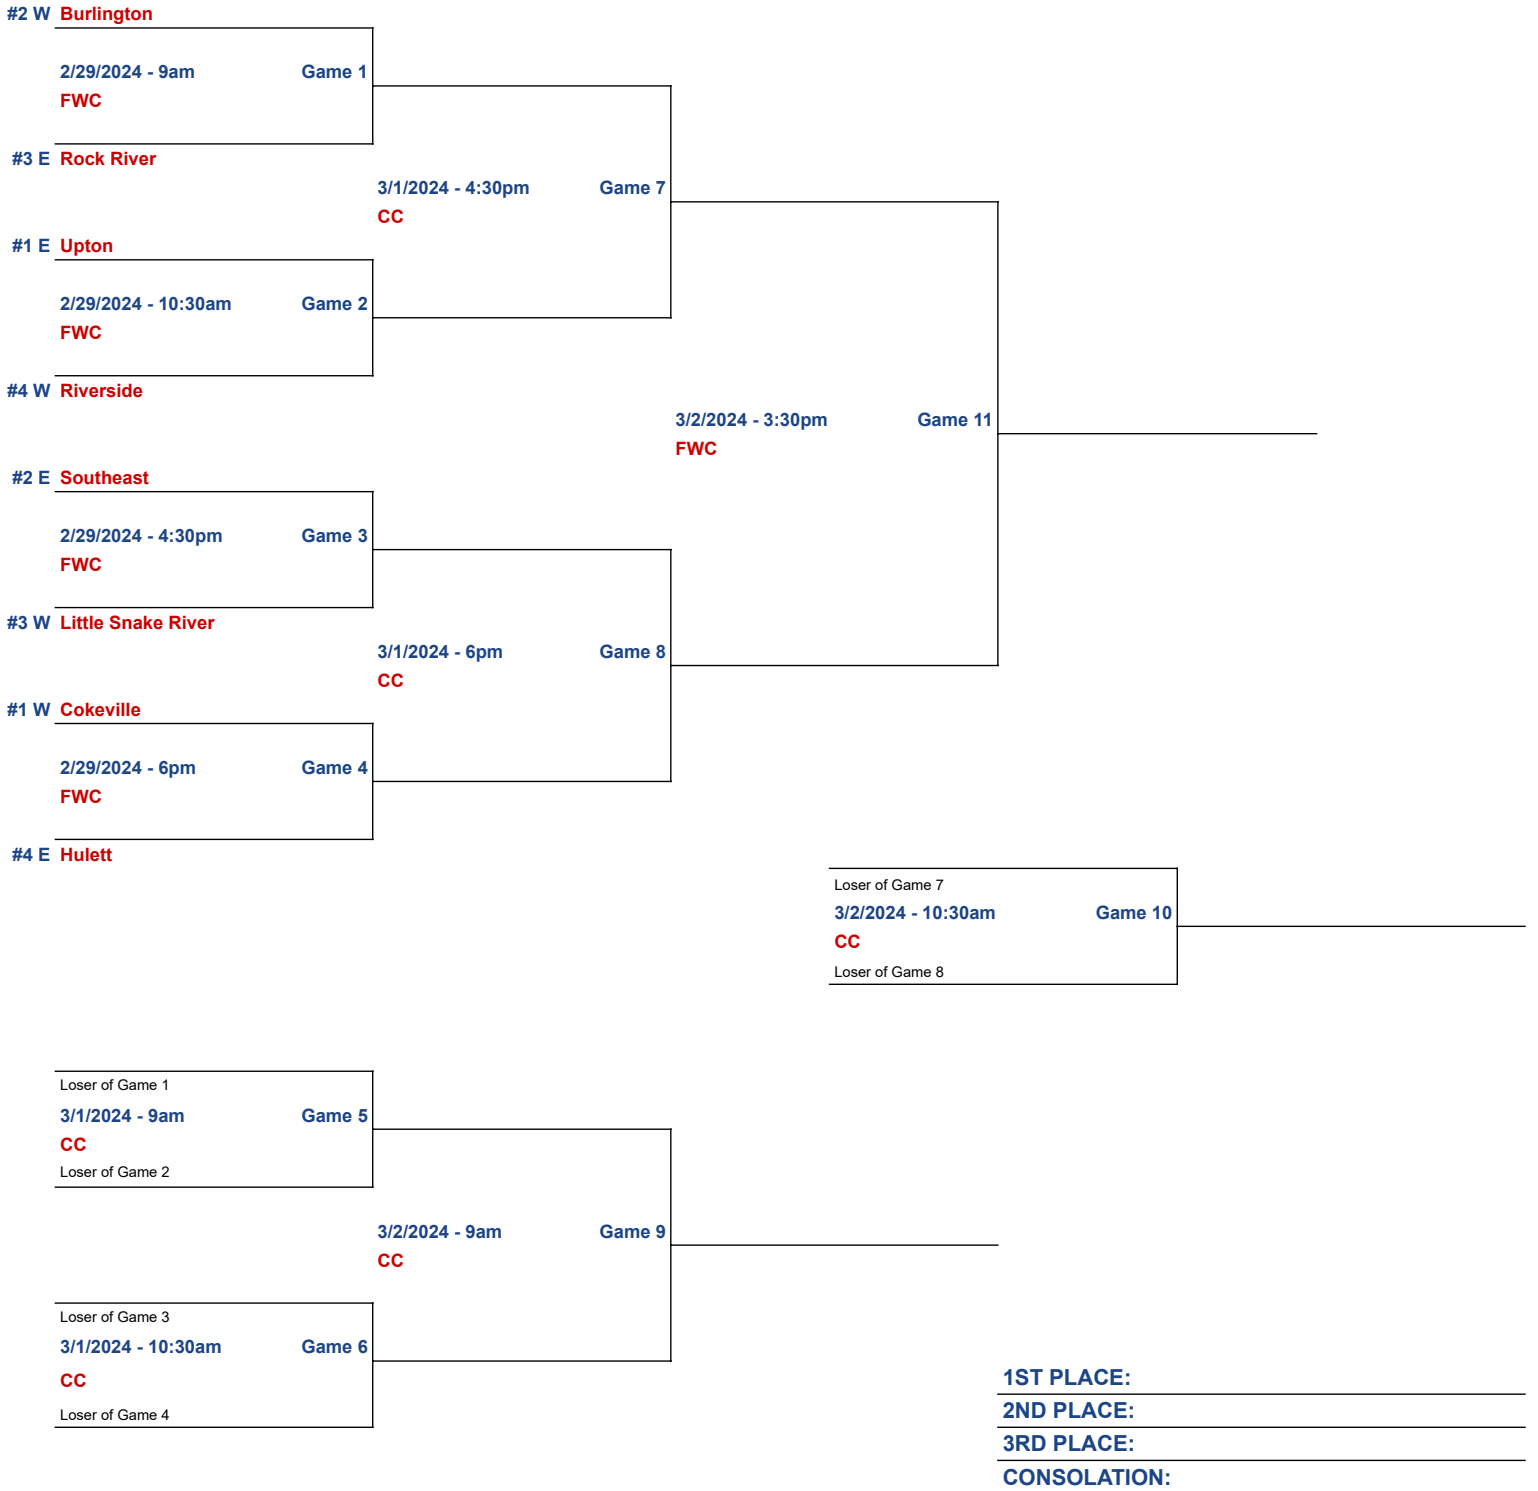 #2 W Burlington
2/29/2024 - 9am Game 1
FWC
#3 E Rock River
3/1/2024 - 4:30pm Game 7
CC
#1 E Upton
2/29/2024 - 10:30am Game 2
FWC
#4 W Riverside
3/2/2024 - 3:30pm Game 11
FWC
#2 E Southeast
2/29/2024 - 4:30pm Game 3
FWC
#3 W Little Snake River
3/1/2024 - 6pm Game 8
CC
#1 W Cokeville
2/29/2024 - 6pm Game 4
FWC
#4 E Hulett
Loser of Game 7
3/2/2024 - 10:30am Game 10
CC
Loser of Game 8
Loser of Game 1
3/1/2024 - 9am Game 5
CC
Loser of Game 2
3/2/2024 - 9am Game 9
CC
Loser of Game 3
3/1/2024 - 10:30am Game 6
CC
Loser of Game 4
1ST PLACE:
2ND PLACE:
3RD PLACE:
CONSOLATION: